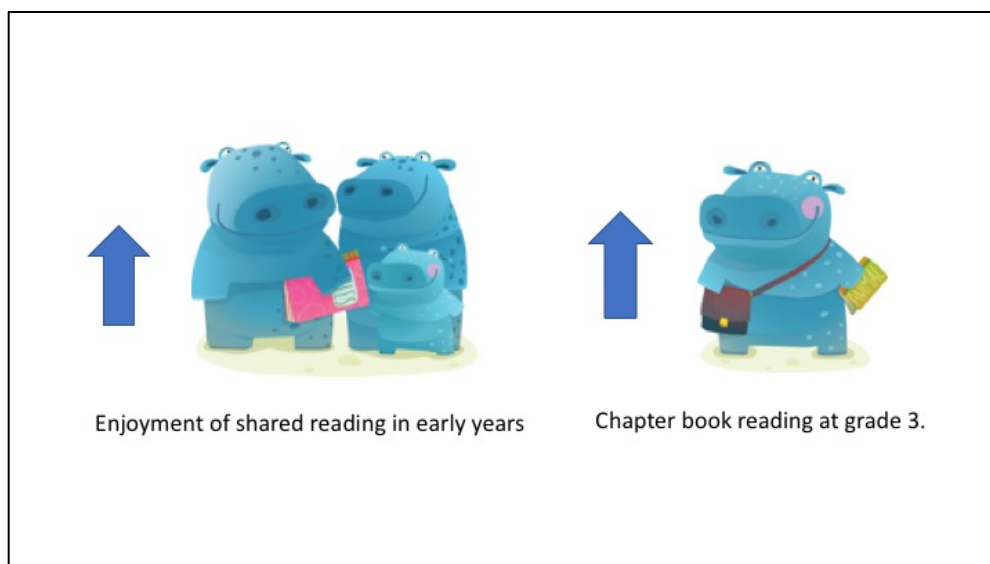 Enjoyment of shared reading in early years
Chapter book reading at grade 3.